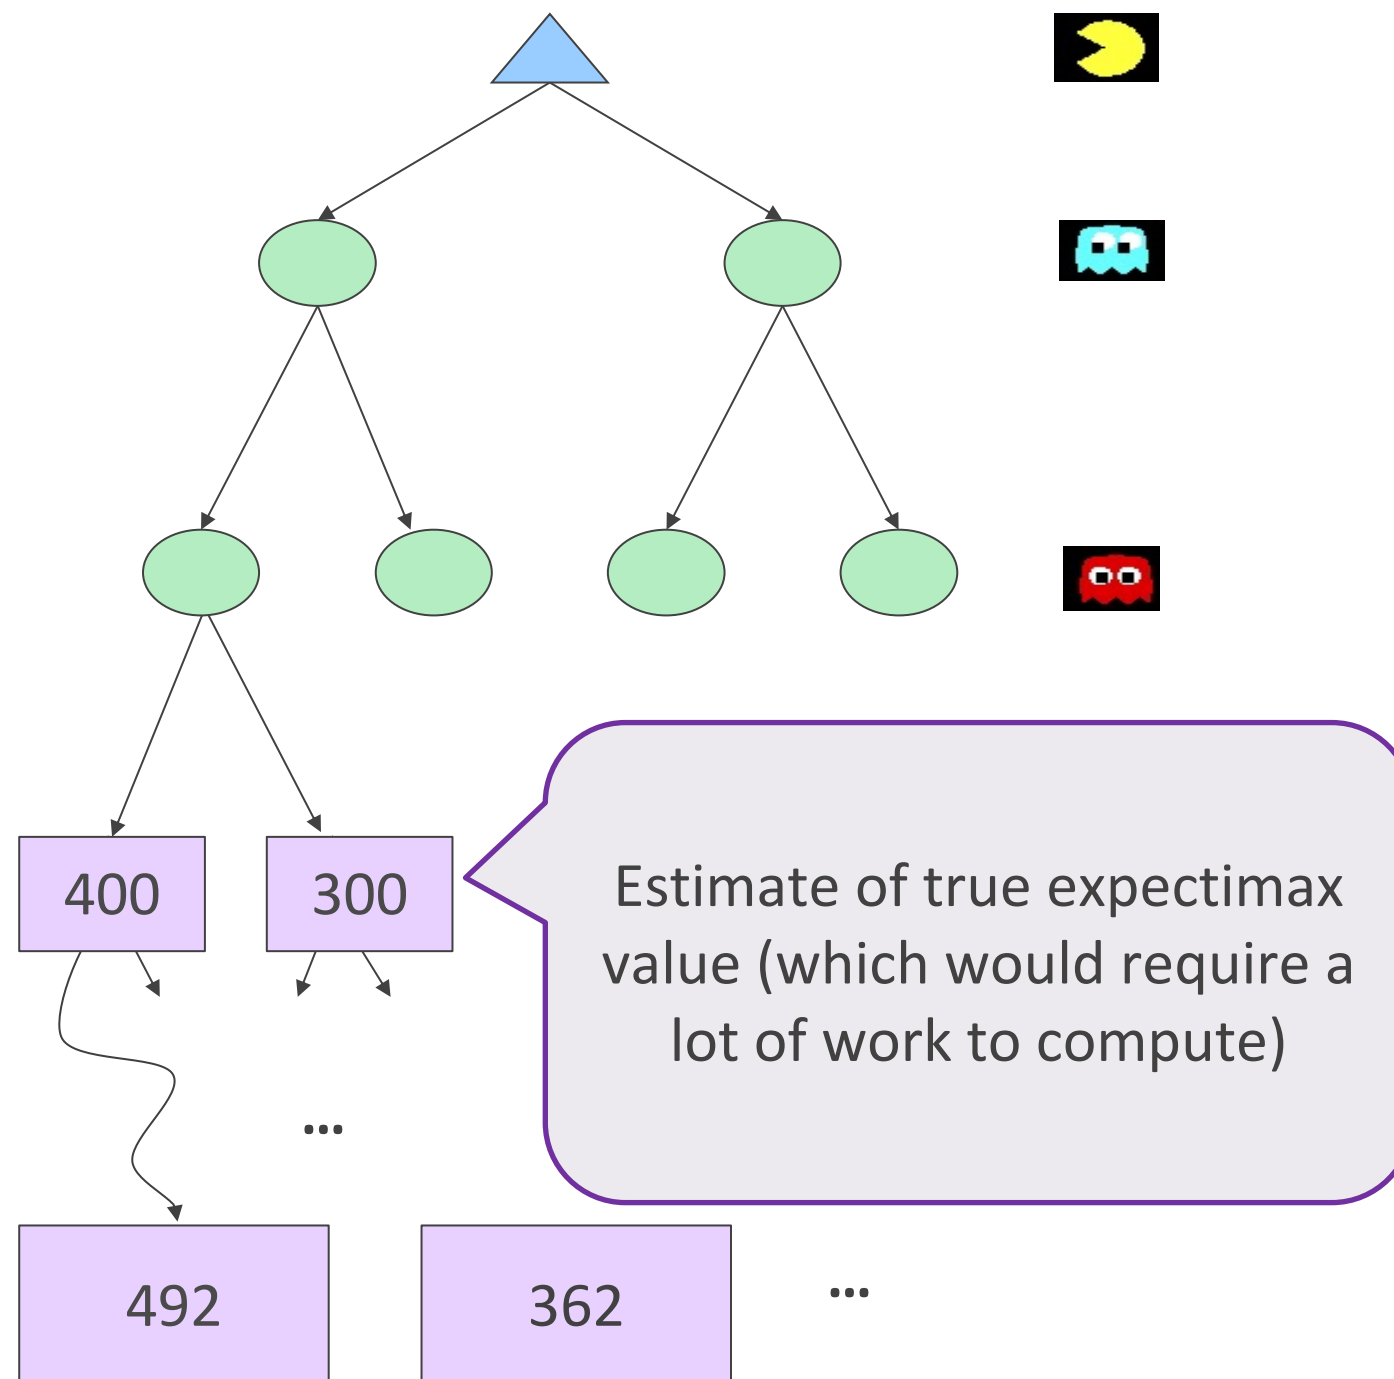 400
300
Estimate of true expectimax
value (which would require a
lot of work to compute)
...
492
362
...